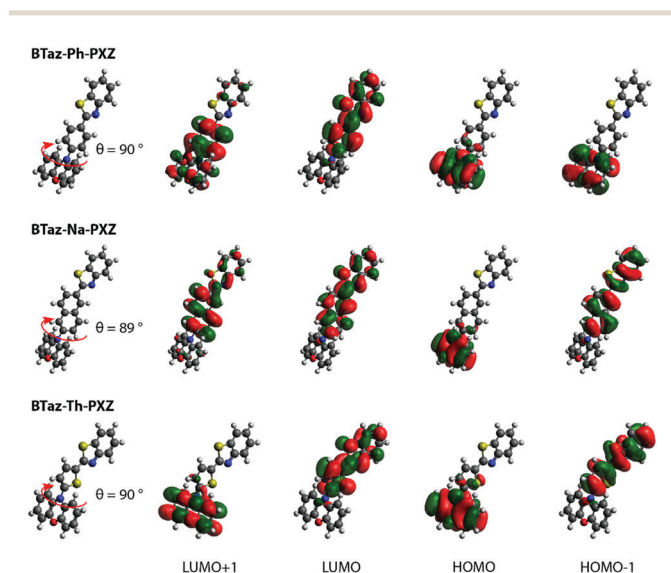 BTaz-Ph-PXZ
θ = 90 °
BTaz-Na-PXZ
θ = 89 °
BTaz-Th-PXZ
θ = 90 °
LUMO+1 LUMO HOMO HOMO-1